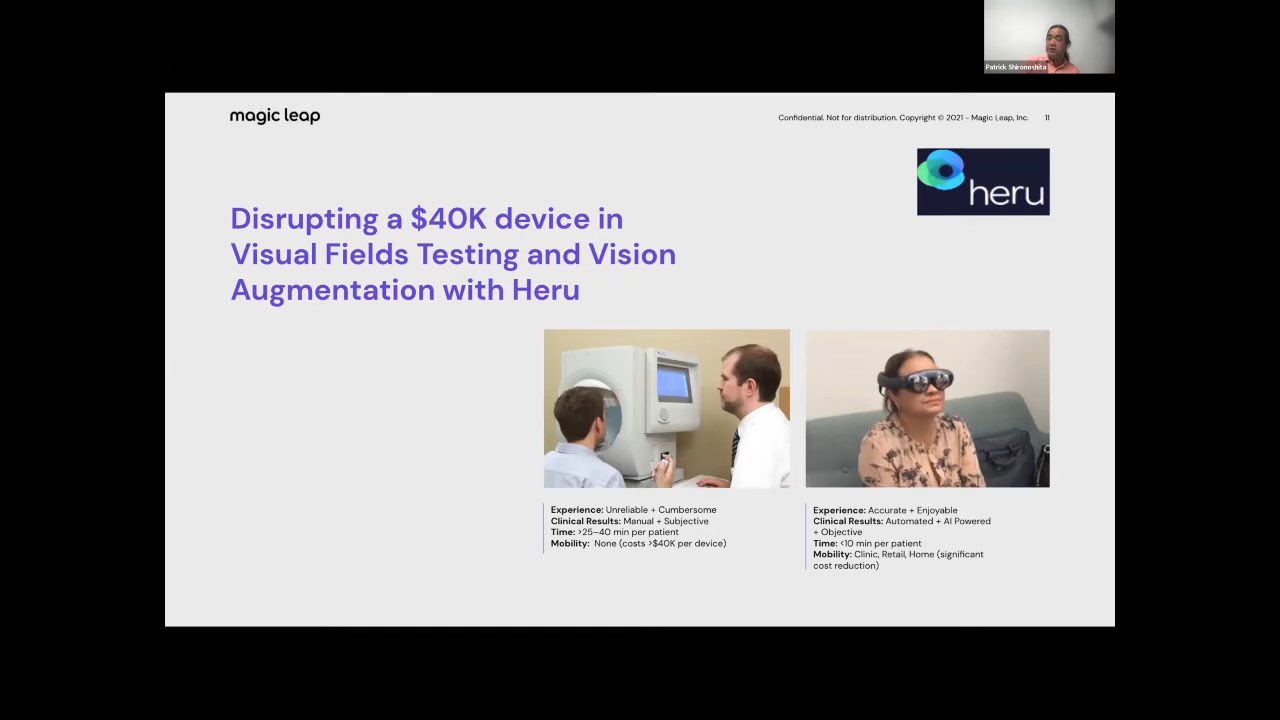 Patrick Shironoshita
magic leap
Confidential. Not for distribution. Copyright © 2021 - Magic Leap, Inc. 11
heru
Disrupting a $40K device in
Visual Fields Testing and Vision
Augmentation with Heru
Experience: Unreliable + Cumbersome
Clinical Results: Manual + Subjective
Time: >25–40 min per patient
Mobility: None (costs >$40K per device)
Experience: Accurate + Enjoyable
Clinical Results: Automated + AI Powered
+ Objective
Time: <10 min per patient
Mobility: Clinic, Retail, Home (significant
cost reduction)